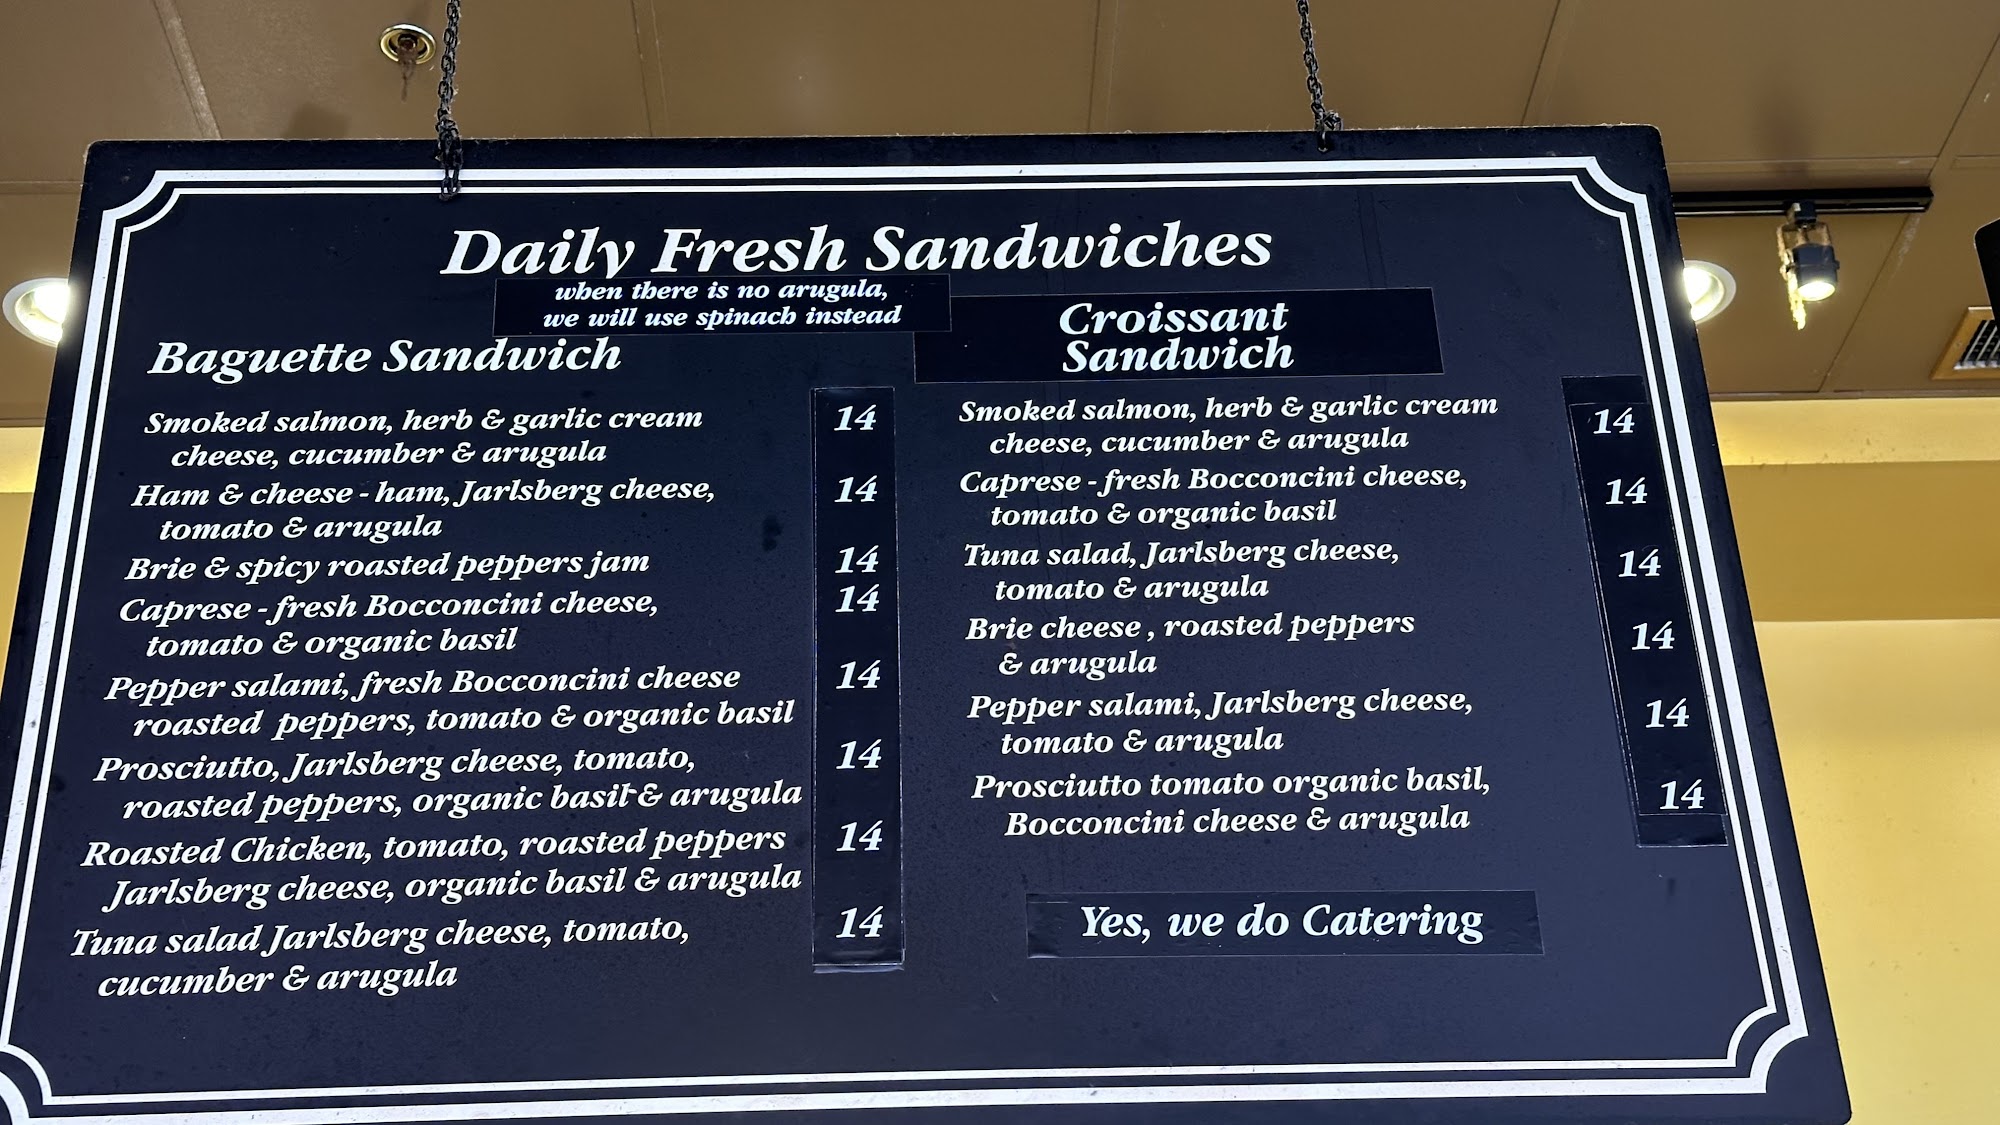 Daily Fresh Sandwiches
when there is no arugula,
we will use spinach instead
Baguette Sandwich
Smoked salmon, herb & garlic cream 14
cheese, cucumber & arugula
Ham & cheese - ham, Jarlsberg cheese, 14
tomato & arugula
Brie & spicy roasted peppers jam 14
Caprese - fresh Bocconcini cheese, 14
tomato & organic basil
Pepper salami, fresh Bocconcini cheese 14
roasted peppers, tomato & organic basil
Prosciutto, Jarlsberg cheese, tomato, 14
roasted peppers, organic basil & arugula
Roasted Chicken, tomato, roasted peppers 14
Jarlsberg cheese, organic basil & arugula
Tuna salad Jarlsberg cheese, tomato, 14
cucumber & arugula
Croissant
Sandwich
Smoked salmon, herb & garlic cream 14
cheese, cucumber & arugula
Caprese - fresh Bocconcini cheese, 14
tomato & organic basil
Tuna salad, Jarlsberg cheese, 14
tomato & arugula
Brie cheese , roasted peppers 14
& arugula
Pepper salami, Jarlsberg cheese, 14
tomato & arugula
Prosciutto tomato organic basil, 14
Bocconcini cheese & arugula
Yes, we do Catering